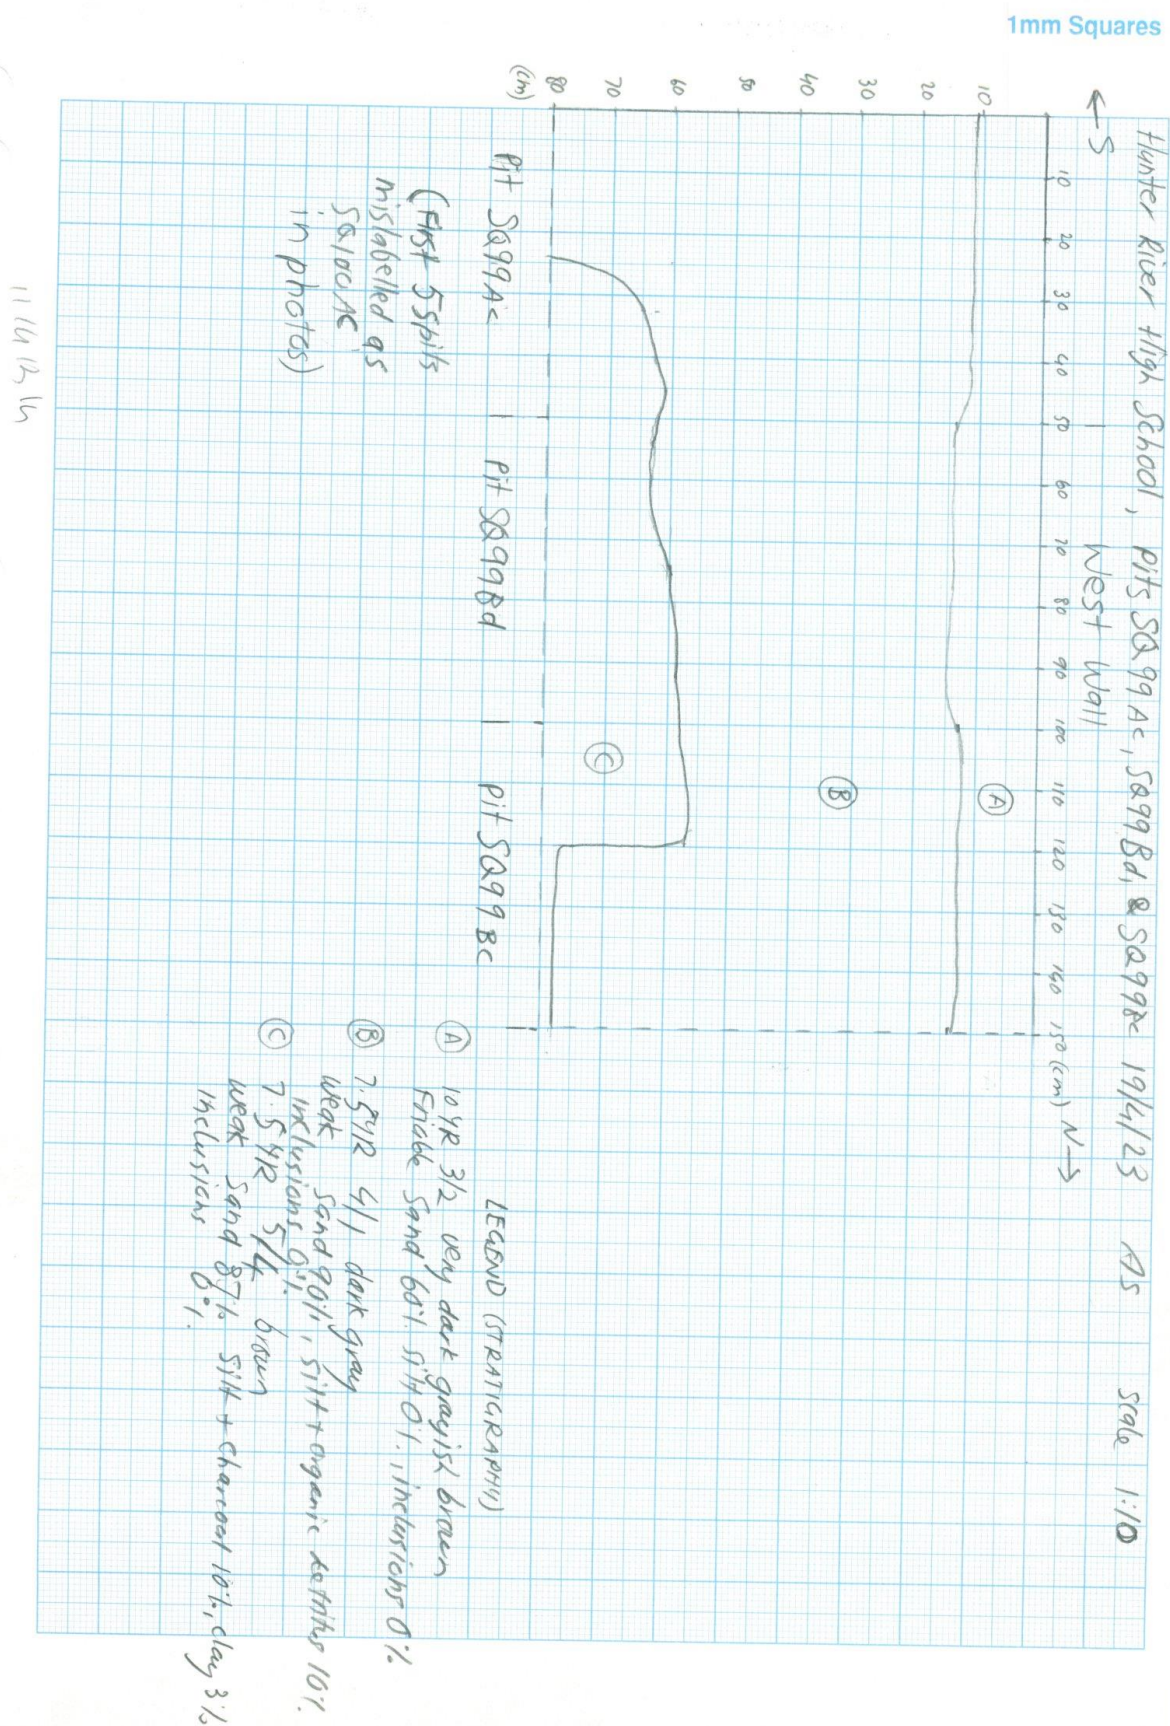 1mm Squares
Hunter River High School, Pits SQ99Ac, SQ99Bd, & SQ99Bc 19/4/23 AS Scale 1:10
←S West Wall N→
10 20 30 40 50 60 70 80 90 100 110 120 130 140 150 (cm)
10
20
30
40
50
60
70
80
(cm)
A
B
C
Pit SQ99Ac
Pit SQ99Bd
Pit SQ99Bc
(First 5 spits
mislabelled as
SQ100Ac
in photos)
LEGEND (STRATIGRAPHY)
A 10YR 3/2 very dark grayish brown
Friable Sand 60% silt 0%, inclusions 0%
B 7.5YR 4/1 dark gray
Weak Sand 90%, silt + organic detritus 10%
inclusions 0%
C 7.5YR 5/4 brown
Weak Sand 87% silt + charcoal 10%, clay 3%
Inclusions 0%.